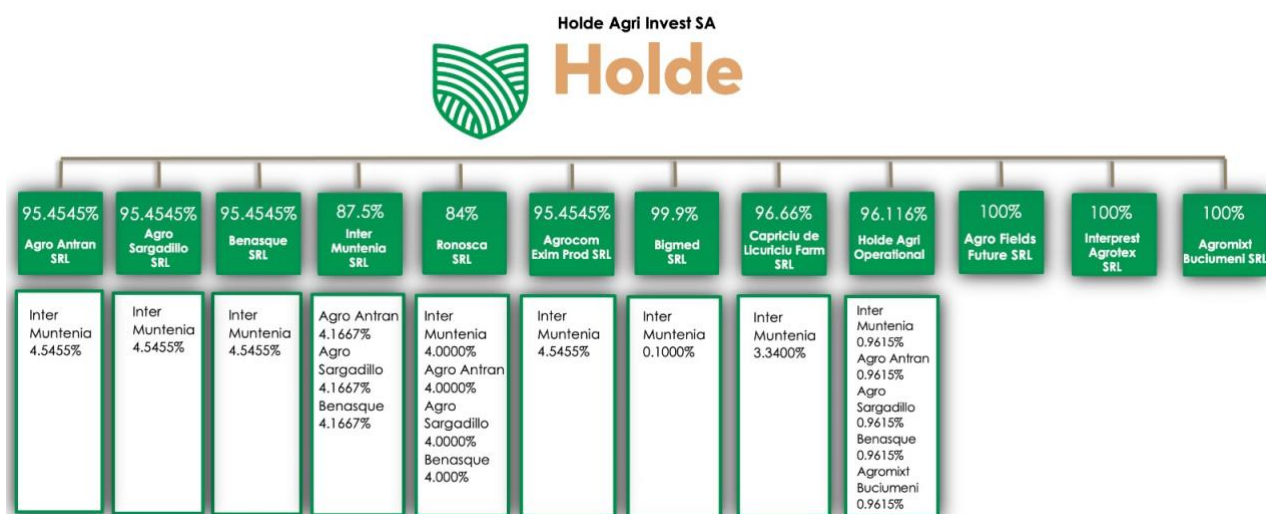 Holde Agri Invest SA
Holde
95.4545%
Agro Antran
SRL
95.4545%
Agro
Sargadillo
SRL
95.4545%
Benasque
SRL
87.5%
Inter
Muntenia
SRL
84%
Ronosca
SRL
95.4545%
Agrocom
Exim Prod SRL
99.9%
Bigmed
SRL
96.66%
Capriciu de
Licuriciu Farm
SRL
96.116%
Holde Agri
Operational
100%
Agro Fields
Future SRL
100%
Interprest
Agrotex
SRL
100%
Agromixt
Buciumeni SRL
Inter
Muntenia
4.5455%
Inter
Muntenia
4.5455%
Inter
Muntenia
4.5455%
Agro Antran
4.1667%
Agro
Sargadillo
4.1667%
Benasque
4.1667%
Inter
Muntenia
4.0000%
Agro Antran
4.0000%
Agro
Sargadillo
4.0000%
Benasque
4.000%
Inter
Muntenia
4.5455%
Inter
Muntenia
0.1000%
Inter
Muntenia
3.3400%
Inter
Muntenia
0.9615%
Agro Antran
0.9615%
Agro
Sargadillo
0.9615%
Benasque
0.9615%
Agromixt
Buciumeni
0.9615%